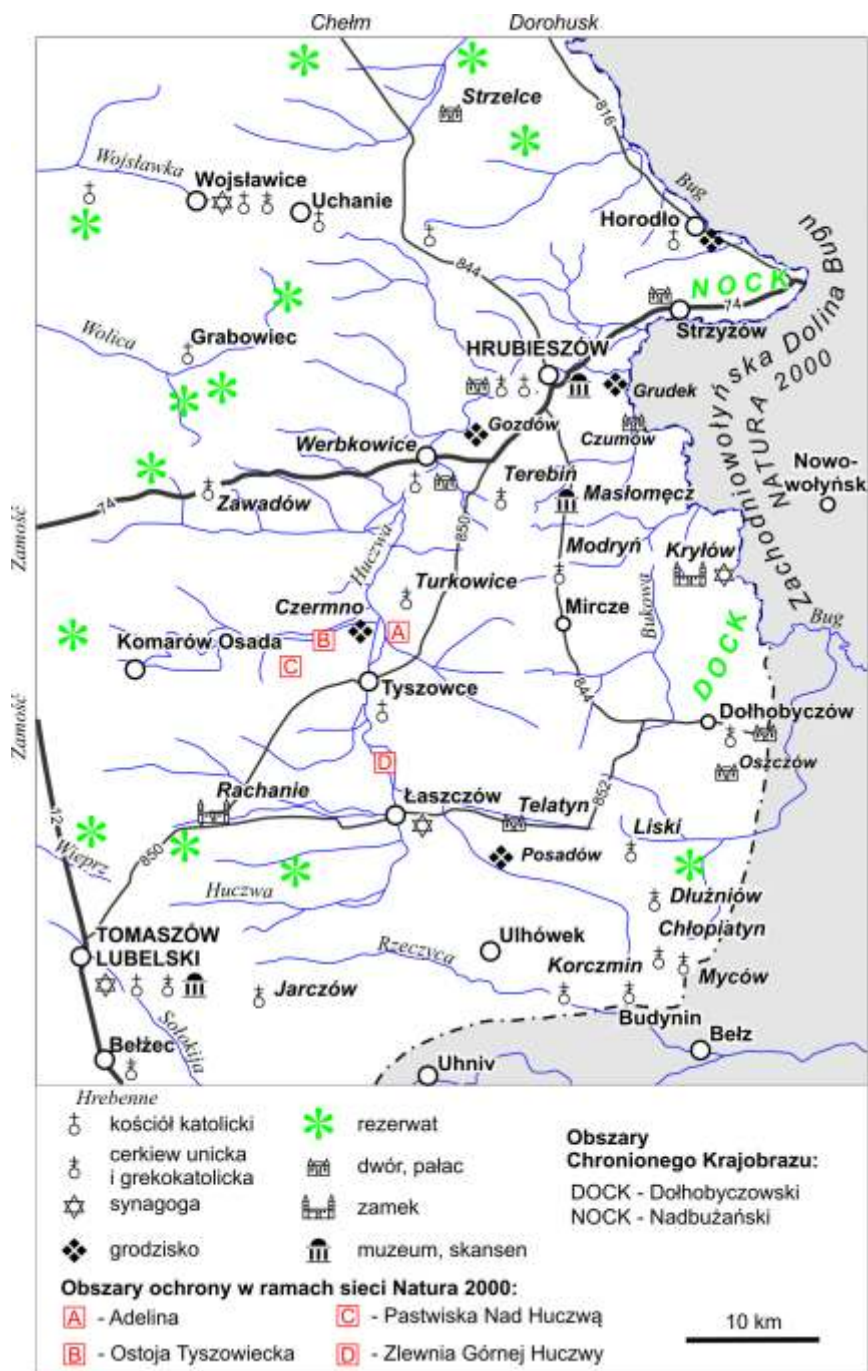 Chełm
Dorohusk
Strzelce
816
Wojsławka
Wojsławice
Uchanie
Bug
Horodło
844
NOCK
74
Strzyżów
Zachodniowołyńska Dolina Bugu
NATURA 2000
Wolica
Grabowiec
HRUBIESZÓW
Grudek
Gozdów
Czumów
Werbkowice
Nowo-
wołyńsk
Terebiń
Masłomęcz
Zawadów
74
Zamość
850
Huczwa
Modryń
Kryłów
Turkowice
Czermno
Mircze
Bukowa
A
B
C
Komarów Osada
Bug
DOCK
Tyszowce
844
Zamość
Dołhobyczów
Oszczów
D
Rachanie
Łaszczów
Telatyn
852
12
850
Wieprz
Liski
Posadów
Huczwa
Dłużniów
TOMASZÓW
LUBELSKI
Rzeczyca
Ulhówek
Chłopiatyn
Korczmin
Myców
Jarczów
Sołokija
Budynin
Bełżec
Uhniv
Bełz
Hrebenne
kościół katolicki
rezerwat
cerkiew unicka
i grekokatolicka
dwór, pałac
synagoga
zamek
grodzisko
muzeum, skansen
Obszary
Chronionego Krajobrazu:
DOCK - Dołhobyczowski
NOCK - Nadbużański
Obszary ochrony w ramach sieci Natura 2000:
A - Adelina
C - Pastwiska Nad Huczwą
B - Ostoja Tyszowiecka
D - Zlewnia Górnej Huczwy
10 km